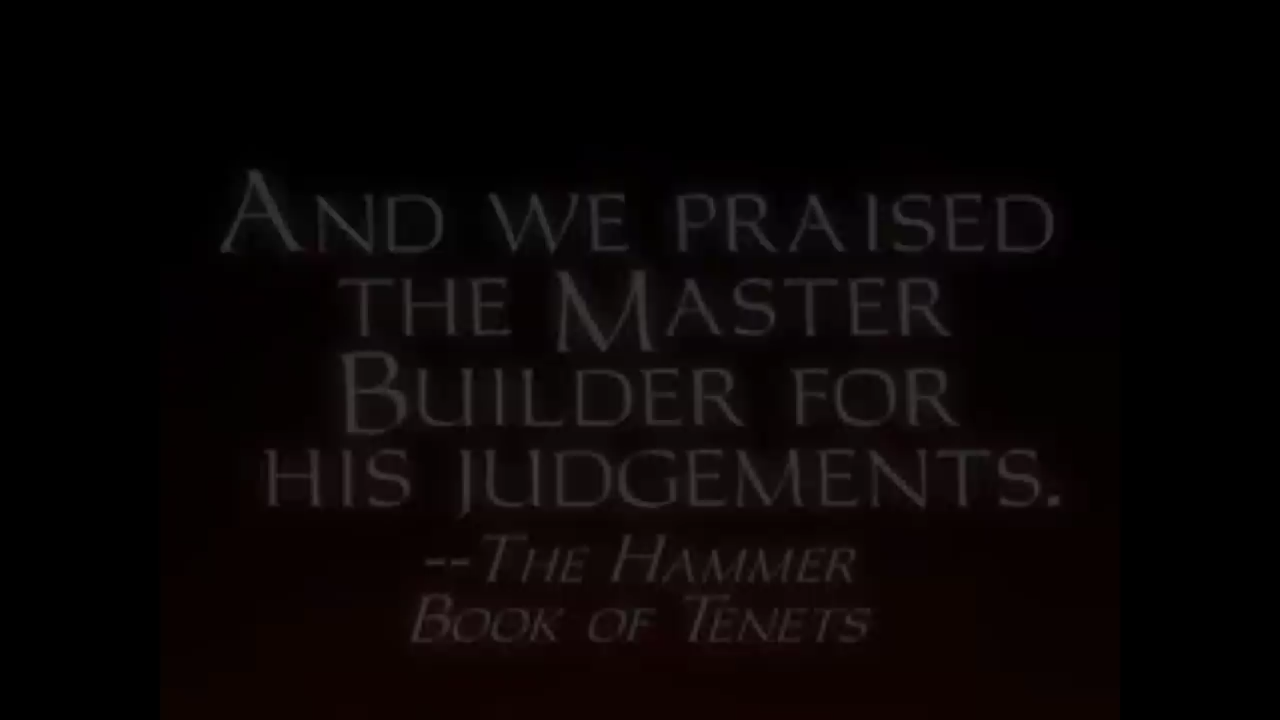 And we praised
the Master
Builder for
his judgements.
--The Hammer
Book of Tenets